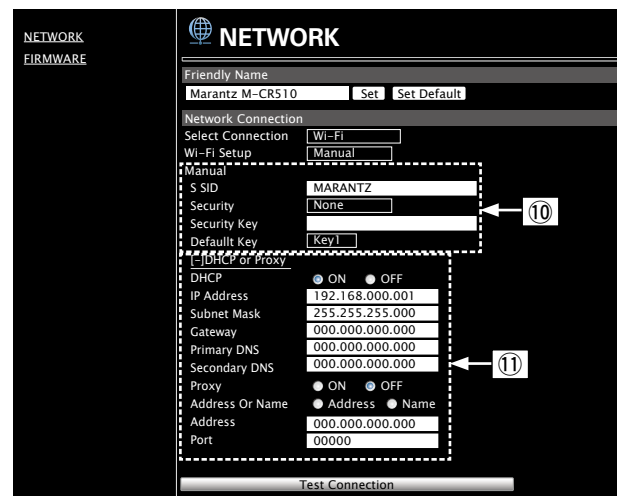 NETWORK
FIRMWARE
NETWORK
Friendly Name
Marantz M-CR510 Set Set Default
Network Connection
Select Connection Wi-Fi
Wi-Fi Setup Manual
Manual
S SID MARANTZ
Security None
Security Key
Defaullt Key Key1
⑩
[-]DHCP or Proxy
DHCP ON OFF
IP Address 192.168.000.001
Subnet Mask 255.255.255.000
Gateway 000.000.000.000
Primary DNS 000.000.000.000
Secondary DNS 000.000.000.000
⑪
Proxy ON OFF
Address Or Name Address Name
Address 000.000.000.000
Port 00000
Test Connection